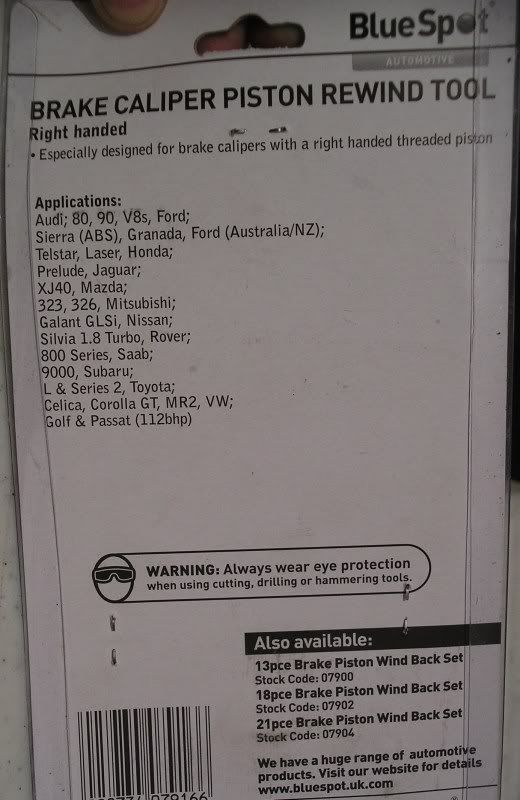 BlueSpot
AUTOMOTIVE
BRAKE CALIPER PISTON REWIND TOOL
Right handed
• Especially designed for brake calipers with a right handed threaded piston
Applications:
Audi; 80, 90, V8s, Ford;
Sierra (ABS), Granada, Ford (Australia/NZ);
Telstar, Laser, Honda;
Prelude, Jaguar;
XJ40, Mazda;
323, 326, Mitsubishi;
Galant GLSi, Nissan;
Silvia 1.8 Turbo, Rover;
800 Series, Saab;
9000, Subaru;
L & Series 2, Toyota;
Celica, Corolla GT, MR2, VW;
Golf & Passat (112bhp)
WARNING: Always wear eye protection
when using cutting, drilling or hammering tools.
Also available:
13pce Brake Piston Wind Back Set
Stock Code: 07900
18pce Brake Piston Wind Back Set
Stock Code: 07902
21pce Brake Piston Wind Back Set
Stock Code: 07904
We have a huge range of automotive
products. Visit our website for details
www.bluespot.uk.com